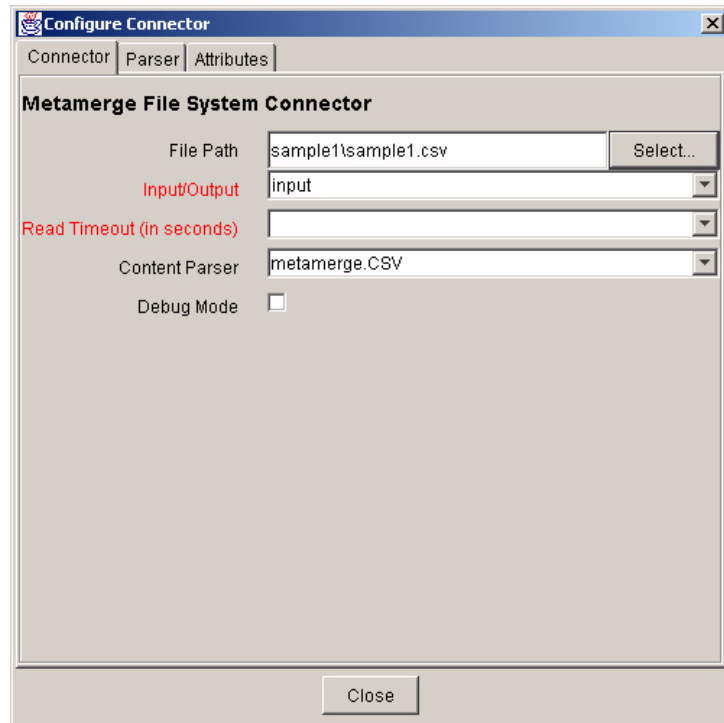 Configure Connector
Connector Parser Attributes
Metamerge File System Connector
File Path sample1\sample1.csv Select...
Input/Output input
Read Timeout (in seconds)
Content Parser metamerge.CSV
Debug Mode
Close